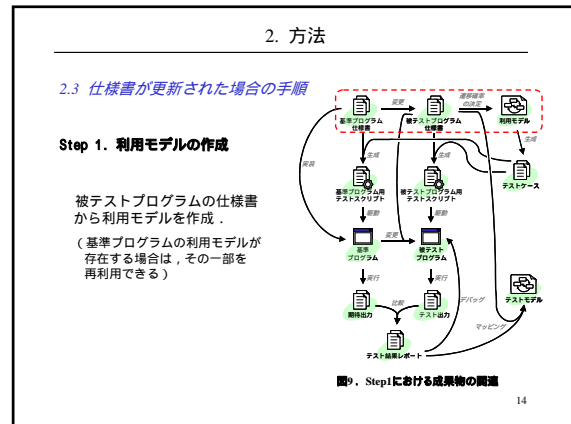 2. 方法
2.3 仕様書が更新された場合の手順
Step 1. 利用モデルの作成
被テストプログラムの仕様書
から利用モデルを作成．
（基準プログラムの利用モデルが
存在する場合は，その一部を
再利用できる）
変更
遷移確率
の決定
基準プログラム
仕様書
被テストプログラム
仕様書
利用モデル
生成
生成
生成
実装
テストケース
基準プログラム用
テストスクリプト
被テストプログラム用
テストスクリプト
駆動
駆動
変更
基準
プログラム
被テスト
プログラム
実行
実行
比較
デバッグ
期待出力
テスト出力
テストモデル
マッピング
テスト結果レポート
図9．Step1における成果物の関連
14